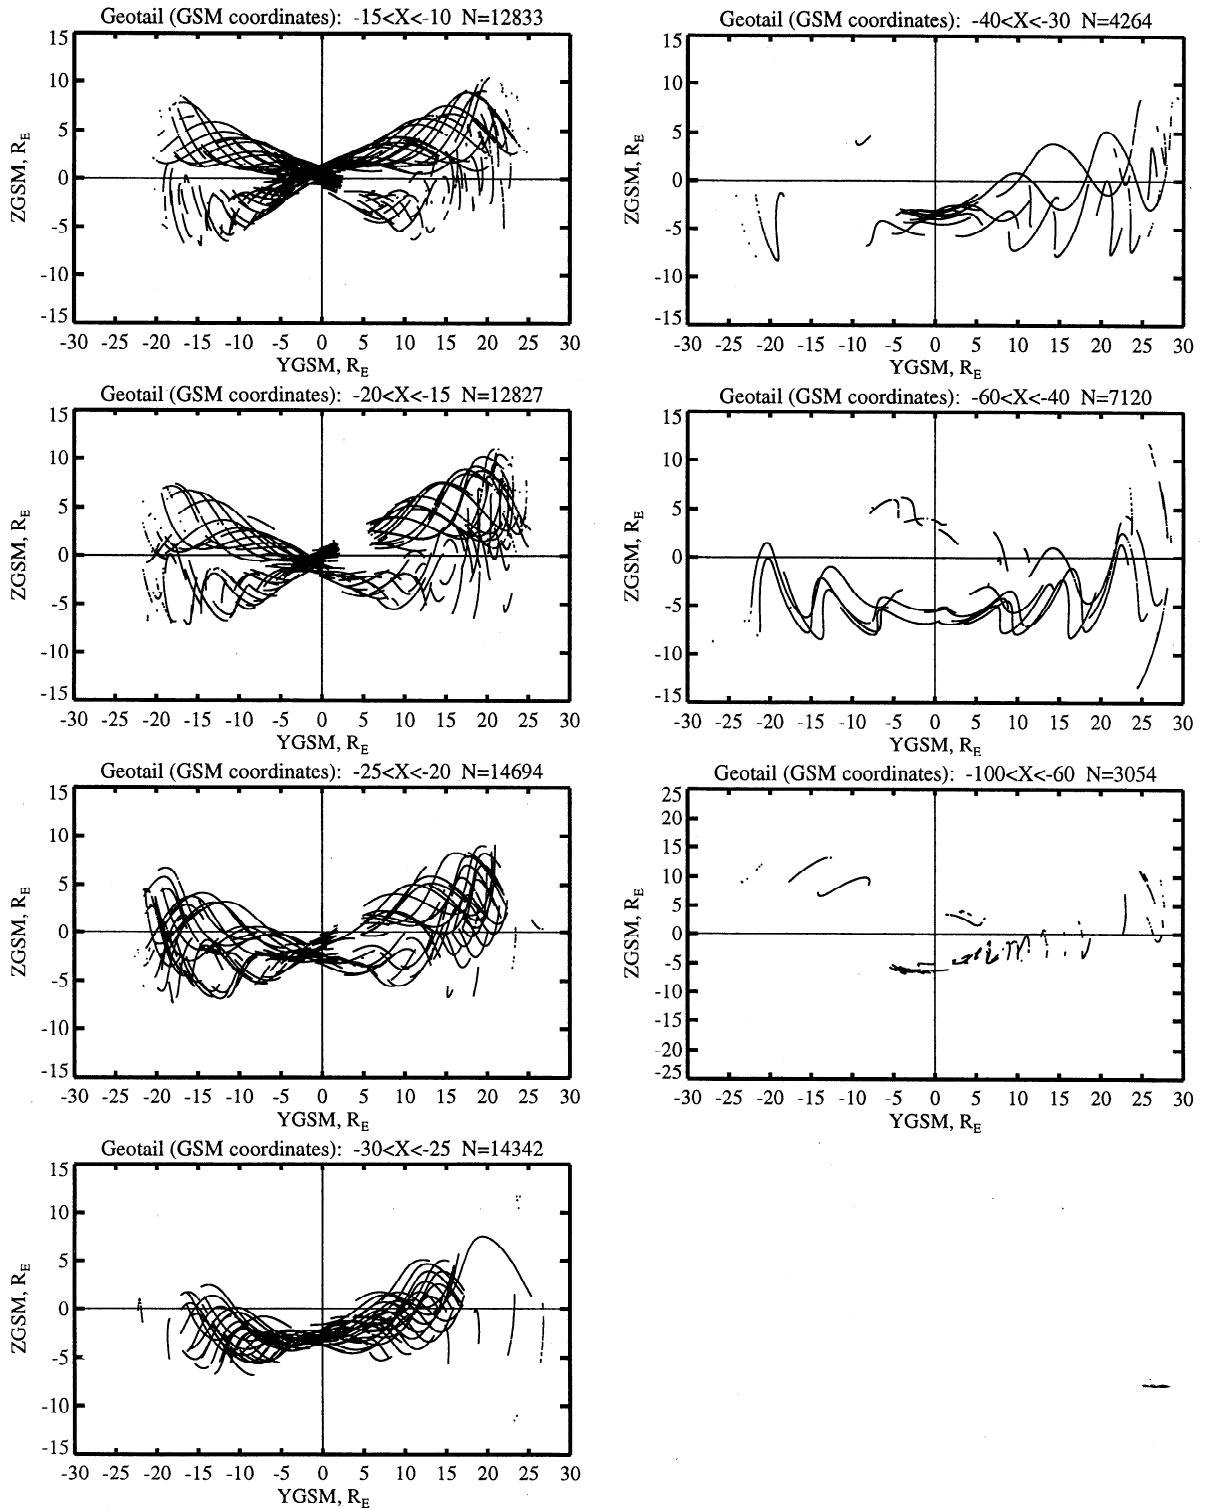 Geotail (GSM coordinates): -15<X<-10 N=12833
15
10
5
0
-5
-10
-15
ZGSM, RE
-30 -25 -20 -15 -10 -5 0 5 10 15 20 25 30
YGSM, RE
Geotail (GSM coordinates): -20<X<-15 N=12827
15
10
5
0
-5
-10
-15
ZGSM, RE
-30 -25 -20 -15 -10 -5 0 5 10 15 20 25 30
YGSM, RE
Geotail (GSM coordinates): -25<X<-20 N=14694
15
10
5
0
-5
-10
-15
ZGSM, RE
-30 -25 -20 -15 -10 -5 0 5 10 15 20 25 30
YGSM, RE
Geotail (GSM coordinates): -30<X<-25 N=14342
15
10
5
0
-5
-10
-15
ZGSM, RE
-30 -25 -20 -15 -10 -5 0 5 10 15 20 25 30
YGSM, RE
Geotail (GSM coordinates): -40<X<-30 N=4264
15
10
5
0
-5
-10
-15
ZGSM, RE
-30 -25 -20 -15 -10 -5 0 5 10 15 20 25 30
YGSM, RE
Geotail (GSM coordinates): -60<X<-40 N=7120
15
10
5
0
-5
-10
-15
ZGSM, RE
-30 -25 -20 -15 -10 -5 0 5 10 15 20 25 30
YGSM, RE
Geotail (GSM coordinates): -100<X<-60 N=3054
25
20
15
10
5
0
-5
-10
-15
-20
-25
ZGSM, RE
-30 -25 -20 -15 -10 -5 0 5 10 15 20 25 30
YGSM, RE